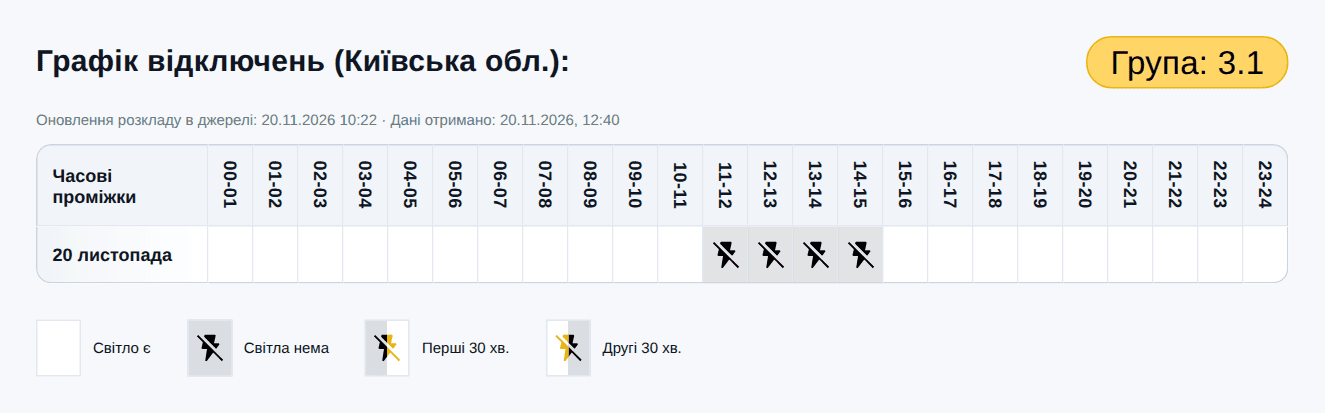 Графік відключень (Київська обл.):
Група: 3.1
Оновлення розкладу в джерелі: 20.11.2026 10:22 · Дані отримано: 20.11.2026, 12:40
Часові
проміжки
00-01
01-02
02-03
03-04
04-05
05-06
06-07
07-08
08-09
09-10
10-11
11-12
12-13
13-14
14-15
15-16
16-17
17-18
18-19
19-20
20-21
21-22
22-23
23-24
20 листопада
Світло є
Світла нема
Перші 30 хв.
Другі 30 хв.